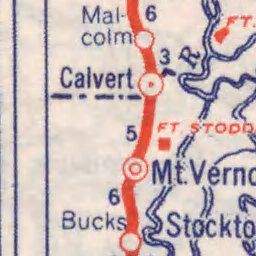 Mal-
colm
6
FT.
3
R
Calvert
5
FT. STODD
Mt. Verno
6
Bucks
Stockto